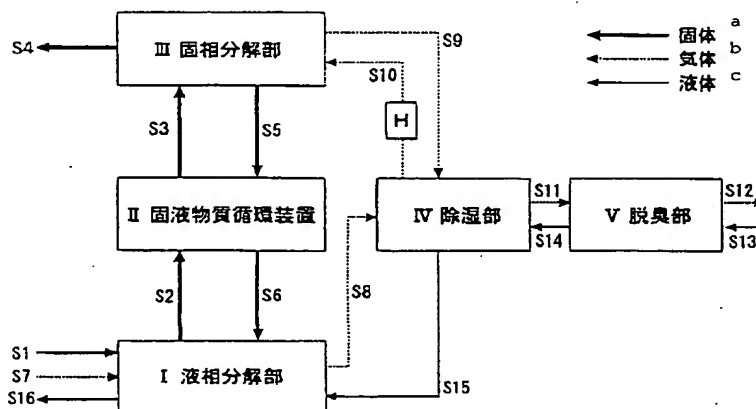 S4
III 固相分解部
S9
S10
固体 a
気体 b
液体 c
S3
S5
H
II 固液物質循環装置
IV 除湿部
S11
S14
V 脱臭部
S12
S13
S2
S6
S8
S1
S7
S16
I 液相分解部
S15